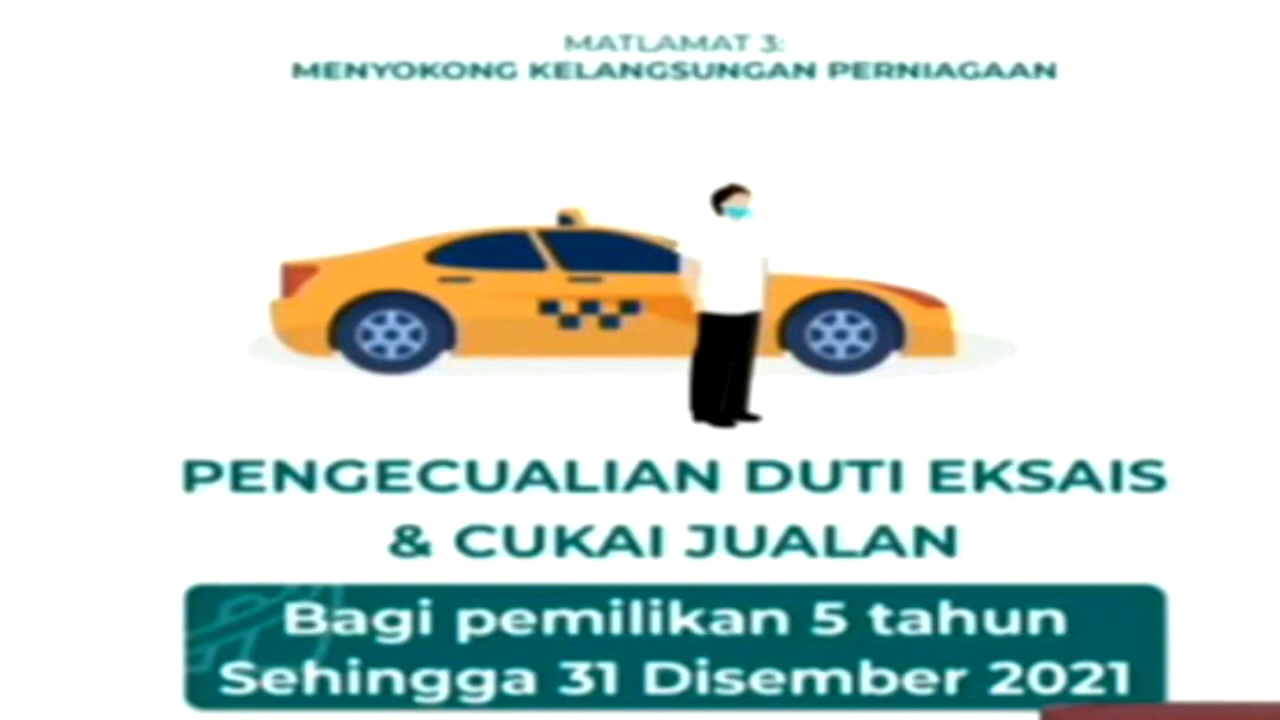 MATLAMAT 3:
MENYOKONG KELANGSUNGAN PERNIAGAAN
PENGECUALIAN DUTI EKSAIS
& CUKAI JUALAN
Bagi pemilikan 5 tahun
Sehingga 31 Disember 2021